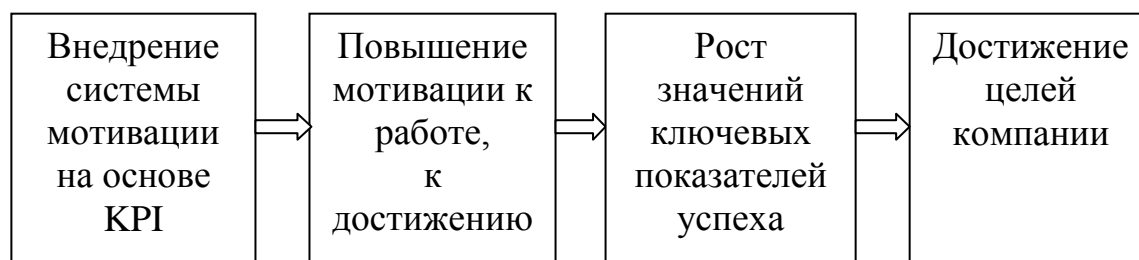 Внедрение
системы
мотивации
на основе
KPI
Повышение
мотивации к
работе,
к
достижению
Рост
значений
ключевых
показателей
успеха
Достижение
целей
компании